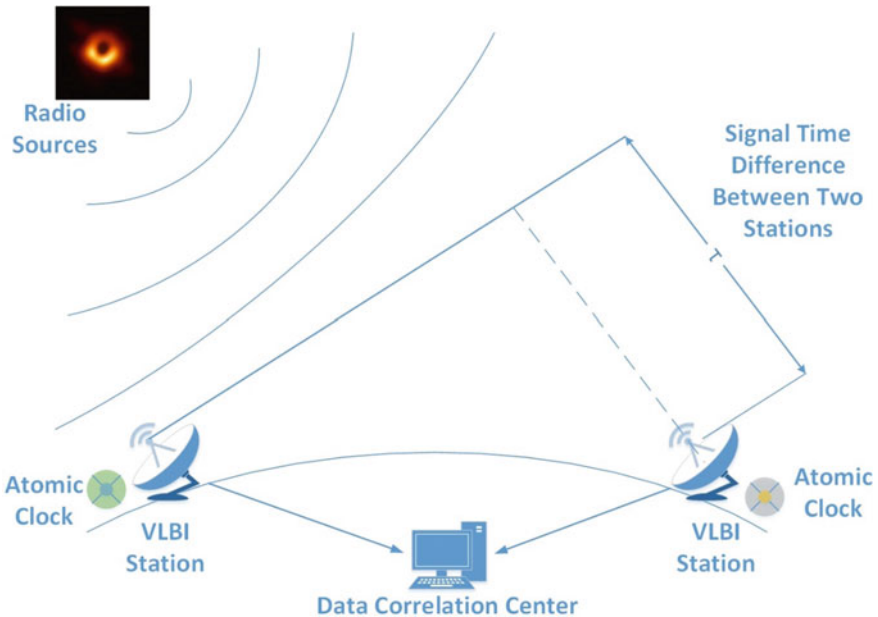 Radio
Sources
Signal Time
Difference
Between Two
Stations
τ
Atomic
Clock
VLBI
Station
Atomic
Clock
VLBI
Station
Data Correlation Center